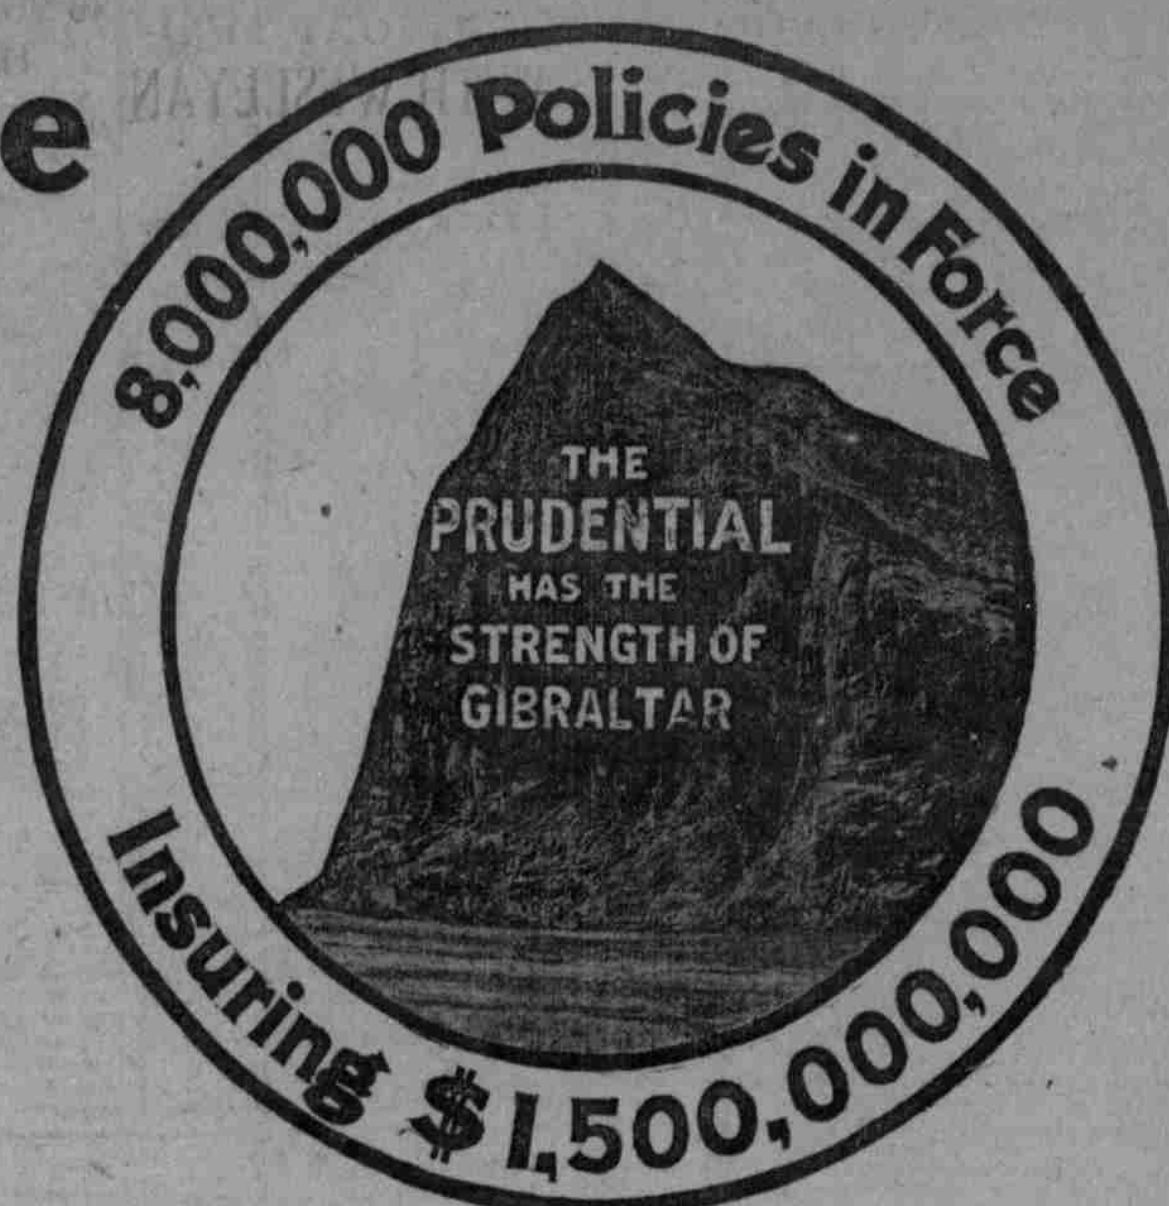 e
8,000,000 Policies in Force
THE
PRUDENTIAL
HAS THE
STRENGTH OF
GIBRALTAR
Insuring $1,500,000,000